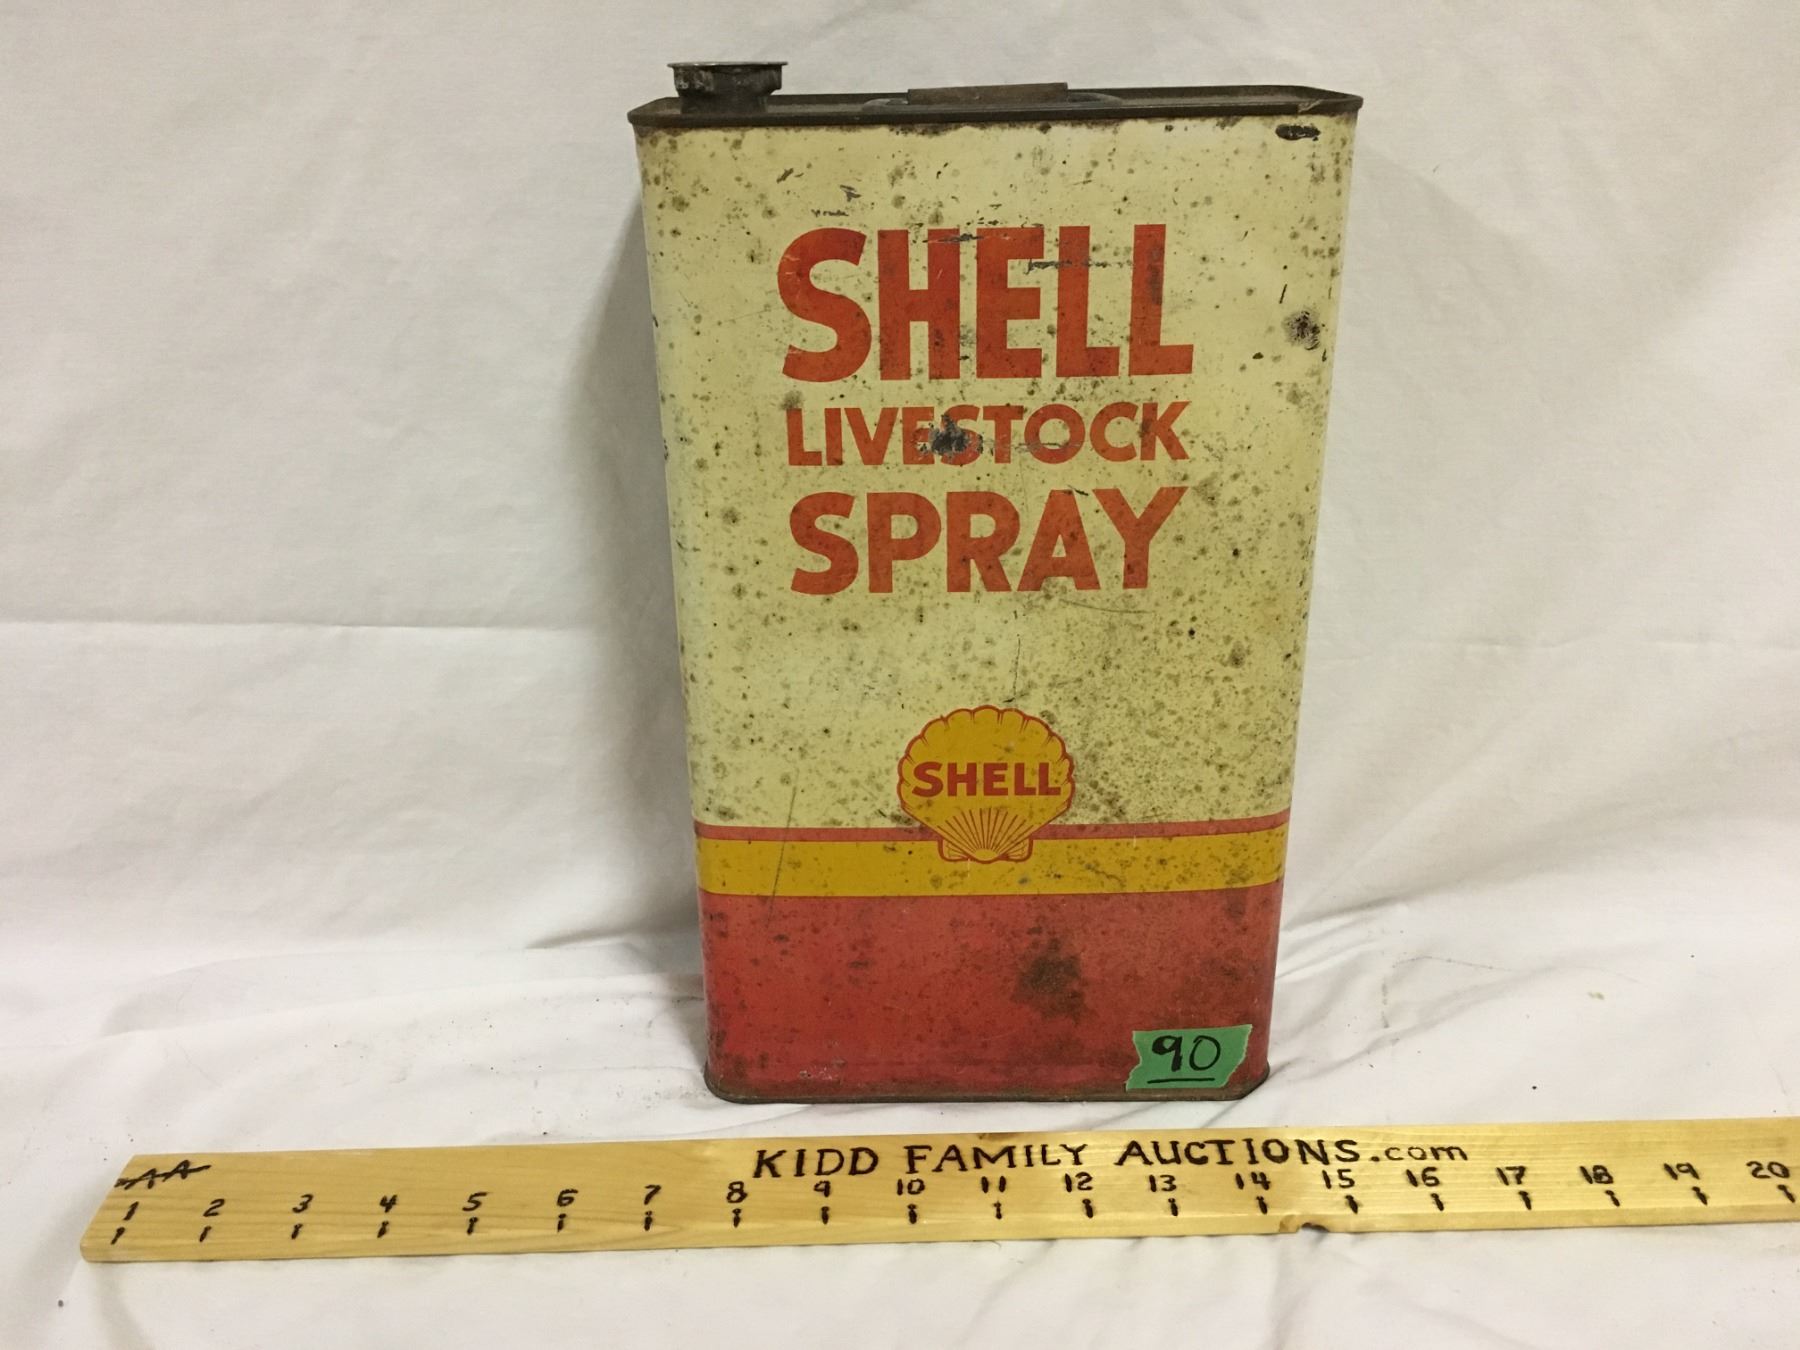 SHELL
LIVESTOCK
SPRAY
SHELL
90
KIDD FAMILY AUCTIONS.com
1 2 3 4 5 6 7 8 9 10 11 12 13 14 15 16 17 18 19 20